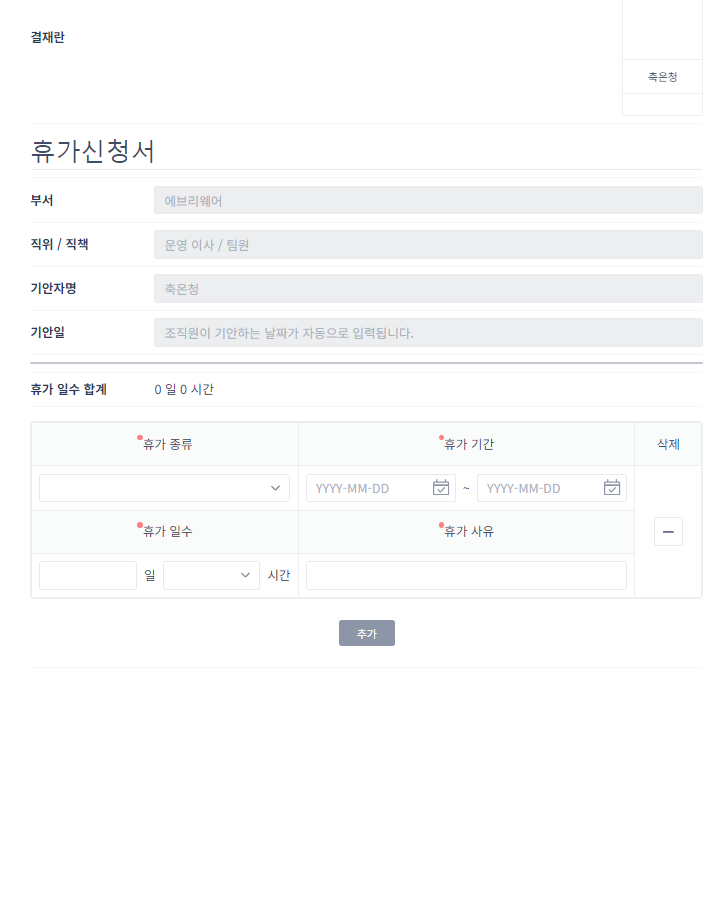 결재란
축온청
휴가신청서
부서 에브리웨어
직위 / 직책 운영 이사 / 팀원
기안자명 축온청
기안일 조직원이 기안하는 날짜가 자동으로 입력됩니다.
휴가 일수 합계 0 일 0 시간
휴가 종류 휴가 기간 삭제
YYYY-MM-DD ~ YYYY-MM-DD
휴가 일수 휴가 사유
일 시간
추가